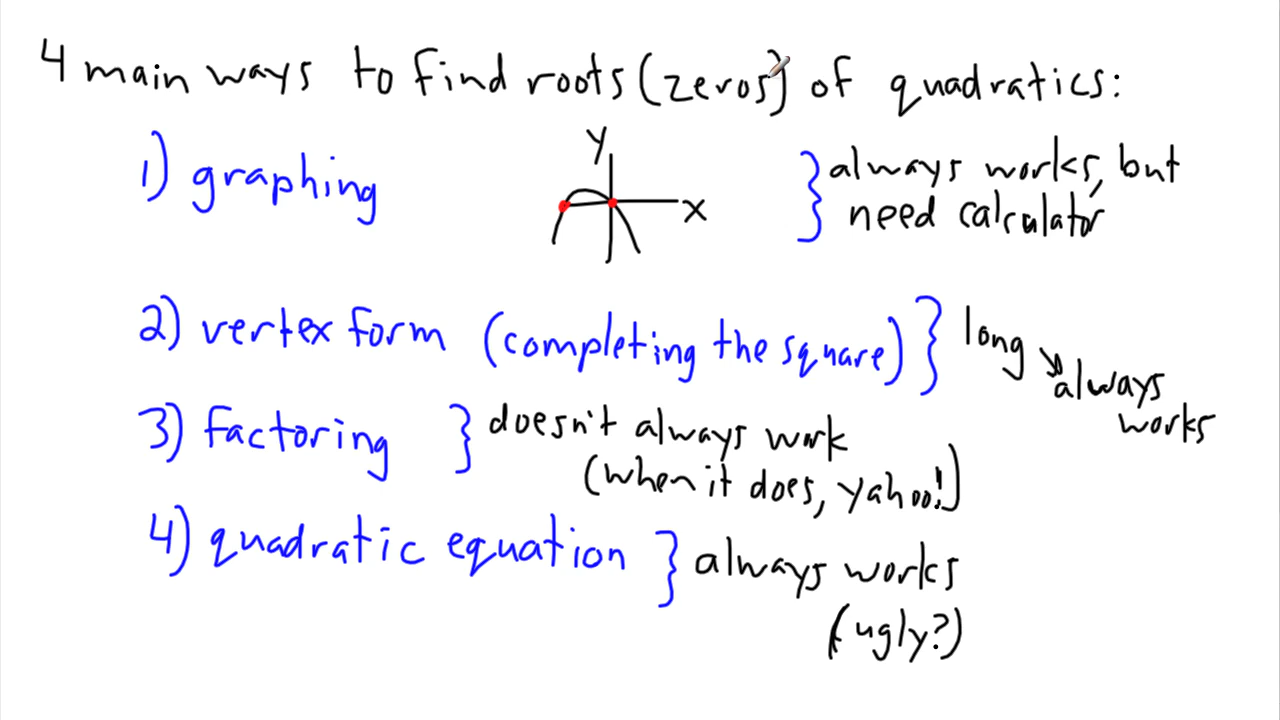 4 main ways to find roots (zeros) of quadratics:
1) graphing
y
x
} always works, but
need calculator
2) vertex form (completing the square) } long
always
works
3) factoring } doesn't always work
(when it does, yahoo!)
4) quadratic equation } always works
(ugly?)